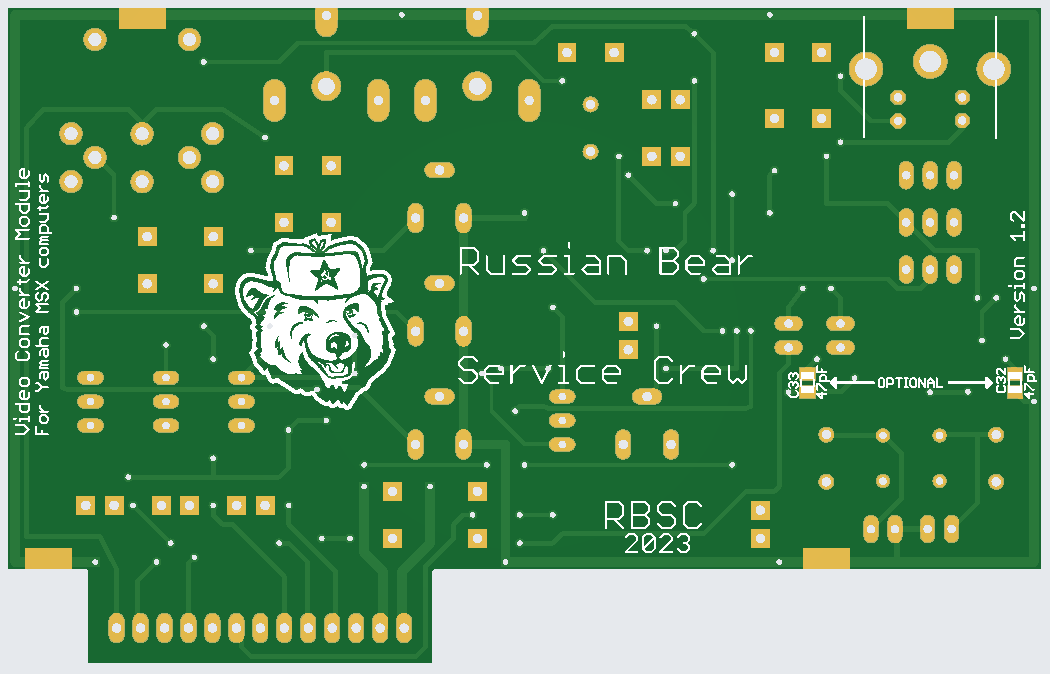 Video Converter Module
For Yamaha MSX computers
Russian Bear
Service Crew
RBSC
2023
Version 1.2
C33
47pF
OPTIONAL
C32
47pF